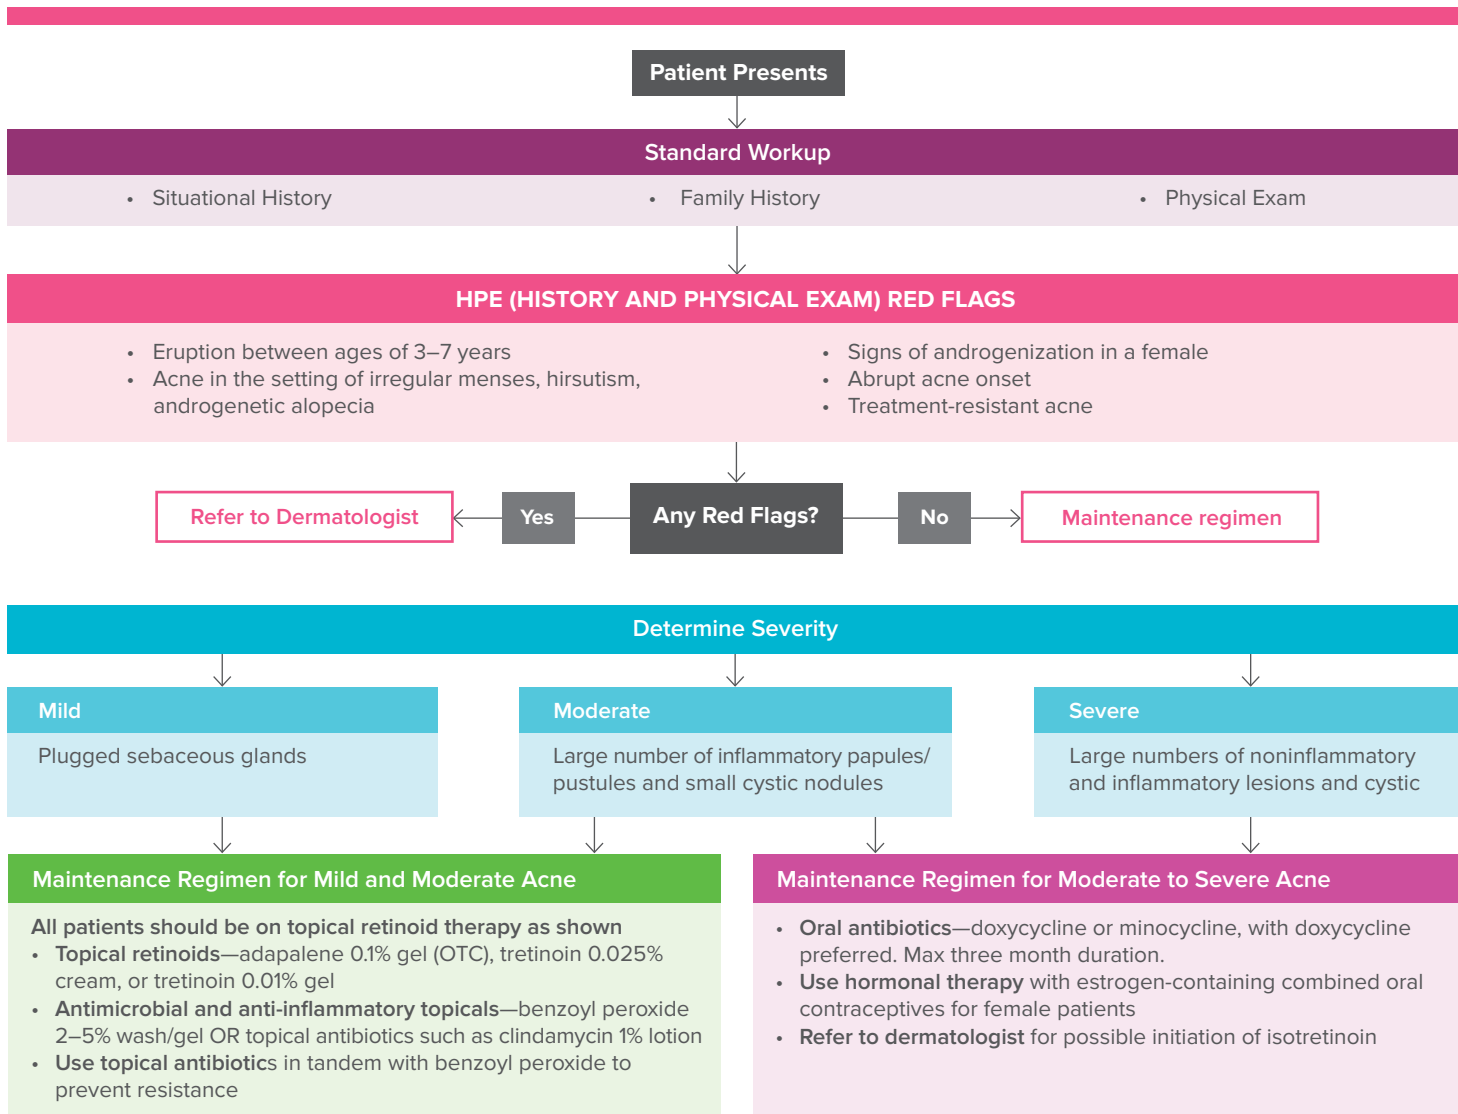 Patient Presents
Standard Workup
• Situational History
• Family History
• Physical Exam
HPE (HISTORY AND PHYSICAL EXAM) RED FLAGS
• Eruption between ages of 3–7 years
• Acne in the setting of irregular menses, hirsutism,
androgenetic alopecia
• Signs of androgenization in a female
• Abrupt acne onset
• Treatment-resistant acne
Refer to Dermatologist
Yes
Any Red Flags?
No
Maintenance regimen
Determine Severity
Mild
Plugged sebaceous glands
Moderate
Large number of inflammatory papules/
pustules and small cystic nodules
Severe
Large numbers of noninflammatory
and inflammatory lesions and cystic
Maintenance Regimen for Mild and Moderate Acne
All patients should be on topical retinoid therapy as shown
• Topical retinoids—adapalene 0.1% gel (OTC), tretinoin 0.025%
cream, or tretinoin 0.01% gel
• Antimicrobial and anti-inflammatory topicals—benzoyl peroxide
2–5% wash/gel OR topical antibiotics such as clindamycin 1% lotion
• Use topical antibiotics in tandem with benzoyl peroxide to
prevent resistance
Maintenance Regimen for Moderate to Severe Acne
• Oral antibiotics—doxycycline or minocycline, with doxycycline
preferred. Max three month duration.
• Use hormonal therapy with estrogen-containing combined oral
contraceptives for female patients
• Refer to dermatologist for possible initiation of isotretinoin